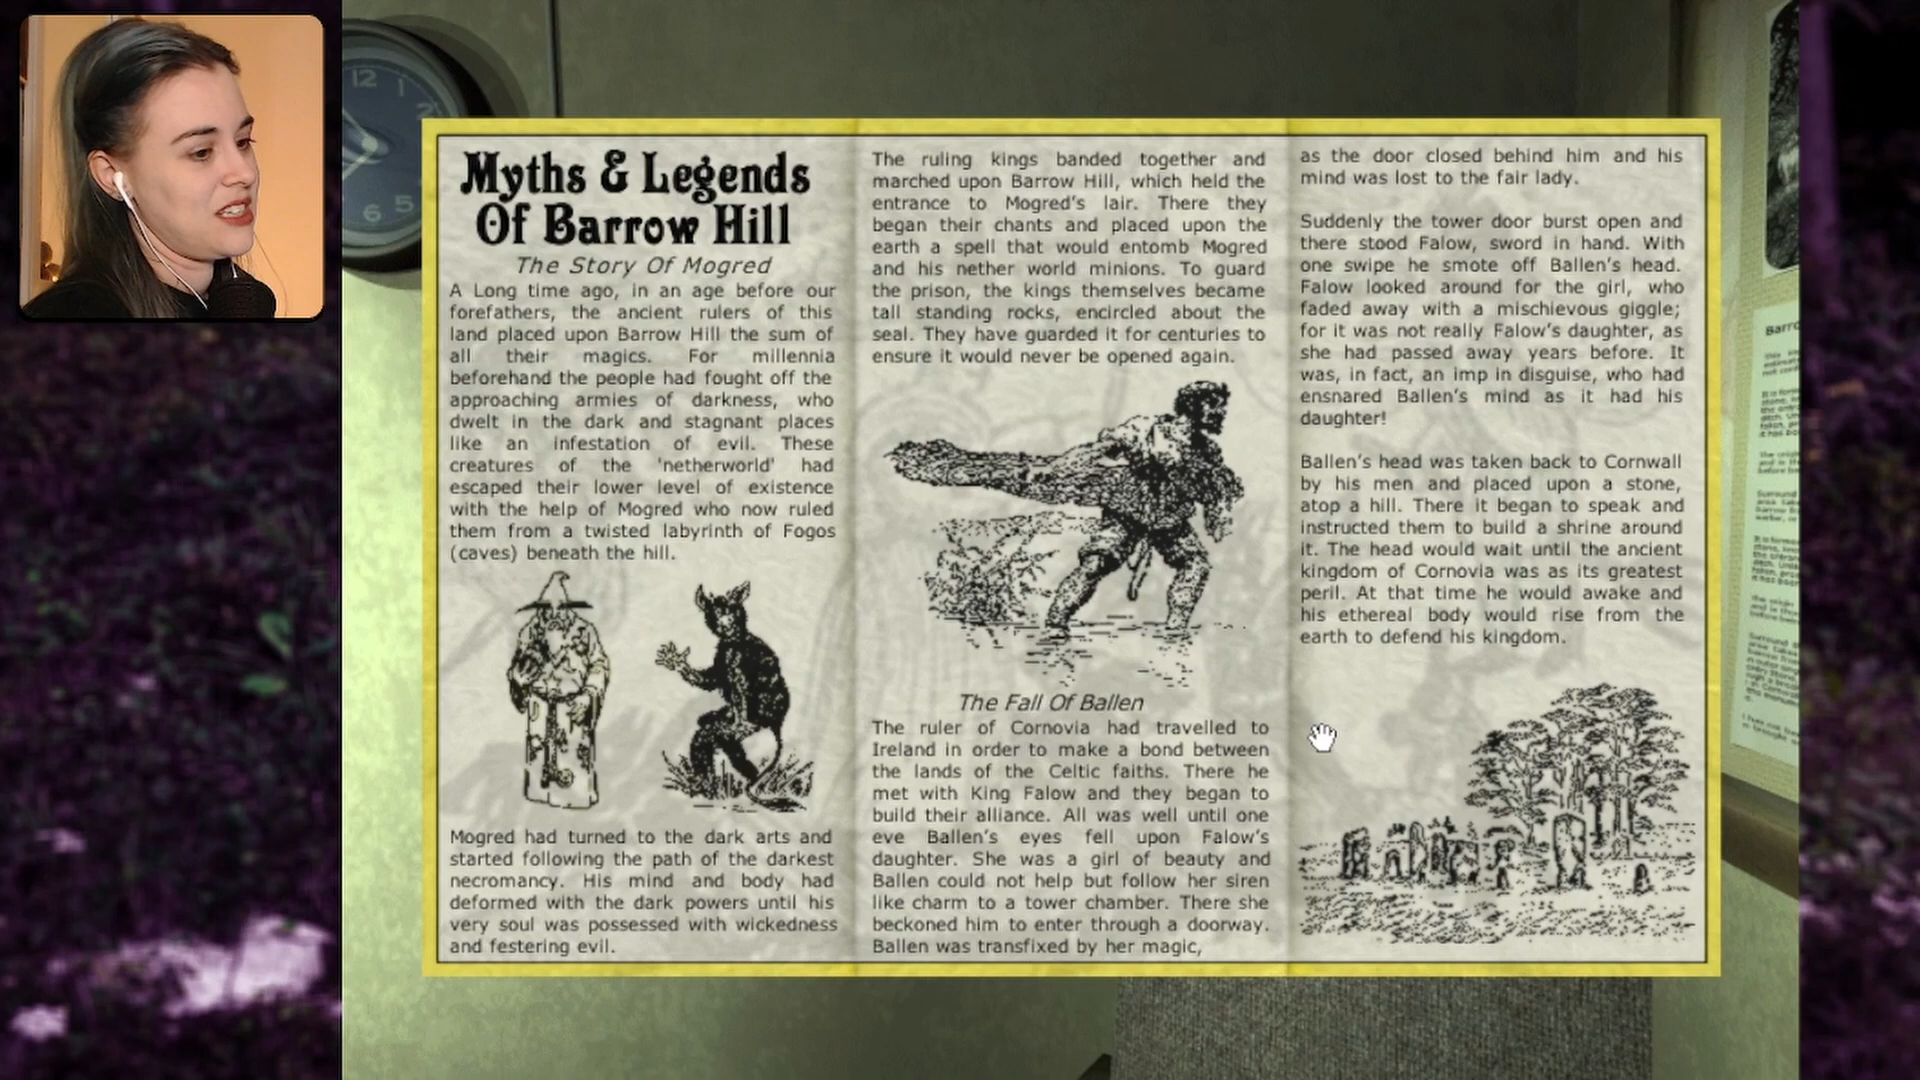 Myths & Legends
Of Barrow Hill
The Story Of Mogred
A Long time ago, in an age before our
forefathers, the ancient rulers of this
land placed upon Barrow Hill the sum of
all their magics. For millennia
beforehand the people had fought off the
approaching armies of darkness, who
dwelt in the dark and stagnant places
like an infestation of evil. These
creatures of the 'netherworld' had
escaped their lower level of existence
with the help of Mogred who now ruled
them from a twisted labyrinth of Fogos
(caves) beneath the hill.
Mogred had turned to the dark arts and
started following the path of the darkest
necromancy. His mind and body had
deformed with the dark powers until his
very soul was possessed with wickedness
and festering evil.
The ruling kings banded together and
marched upon Barrow Hill, which held the
entrance to Mogred's lair. There they
began their chants and placed upon the
earth a spell that would entomb Mogred
and his nether world minions. To guard
the prison, the kings themselves became
tall standing rocks, encircled about the
seal. They have guarded it for centuries to
ensure it would never be opened again.
The Fall Of Ballen
The ruler of Cornovia had travelled to
Ireland in order to make a bond between
the lands of the Celtic faiths. There he
met with King Falow and they began to
build their alliance. All was well until one
eve Ballen's eyes fell upon Falow's
daughter. She was a girl of beauty and
Ballen could not help but follow her siren
like charm to a tower chamber. There she
beckoned him to enter through a doorway.
Ballen was transfixed by her magic,
as the door closed behind him and his
mind was lost to the fair lady.
Suddenly the tower door burst open and
there stood Falow, sword in hand. With
one swipe he smote off Ballen's head.
Falow looked around for the girl, who
faded away with a mischievous giggle;
for it was not really Falow's daughter, as
she had passed away years before. It
was, in fact, an imp in disguise, who had
ensnared Ballen's mind as it had his
daughter!
Ballen's head was taken back to Cornwall
by his men and placed upon a stone,
atop a hill. There it began to speak and
instructed them to build a shrine around
it. The head would wait until the ancient
kingdom of Cornovia was as its greatest
peril. At that time he would awake and
his ethereal body would rise from the
earth to defend his kingdom.
12
1
2
5
6